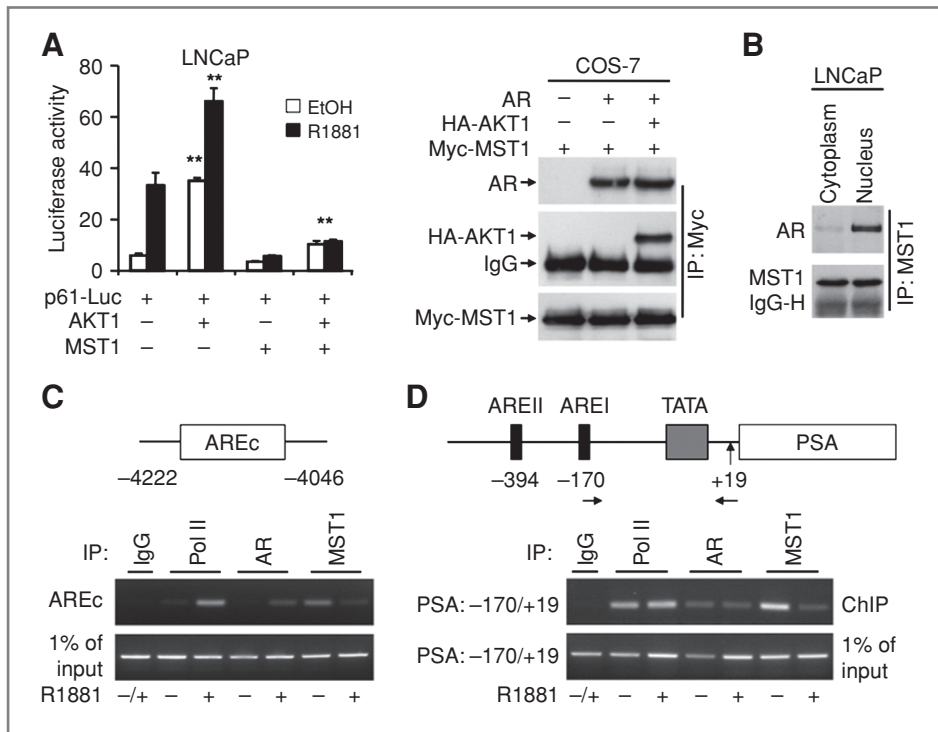 A
LNCaP
Luciferase activity
80
60
40
20
0
EtOH
R1881
**
**
**
p61-Luc + + + +
AKT1 – + – +
MST1 – – + +
COS-7
AR – + +
HA-AKT1 – – +
Myc-MST1 + + +
AR
HA-AKT1
IgG
Myc-MST1
IP: Myc
B
LNCaP
Cytoplasm
Nucleus
AR
MST1
IgG-H
IP: MST1
C
AREc
–4222 –4046
IP: IgG Pol II AR MST1
AREc
1% of
input
R1881 –/+ – + – + – +
D
AREII AREI TATA PSA
–394 –170 +19
IP: IgG Pol II AR MST1
PSA: –170/+19 ChIP
PSA: –170/+19 1% of
input
R1881 –/+ – + – + – +